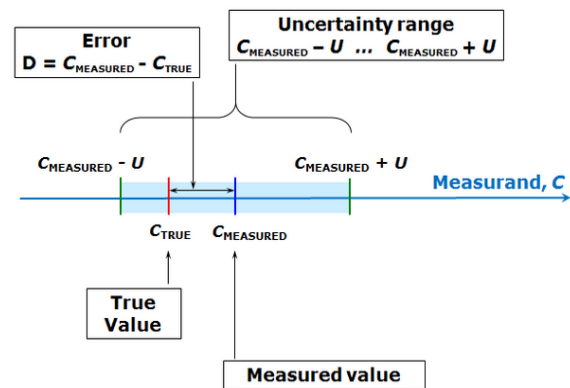 Error
D = CMEASURED - CTRUE
Uncertainty range
CMEASURED – U ... CMEASURED + U
CMEASURED - U
CMEASURED + U
Measurand, C
CTRUE
CMEASURED
True
Value
Measured value